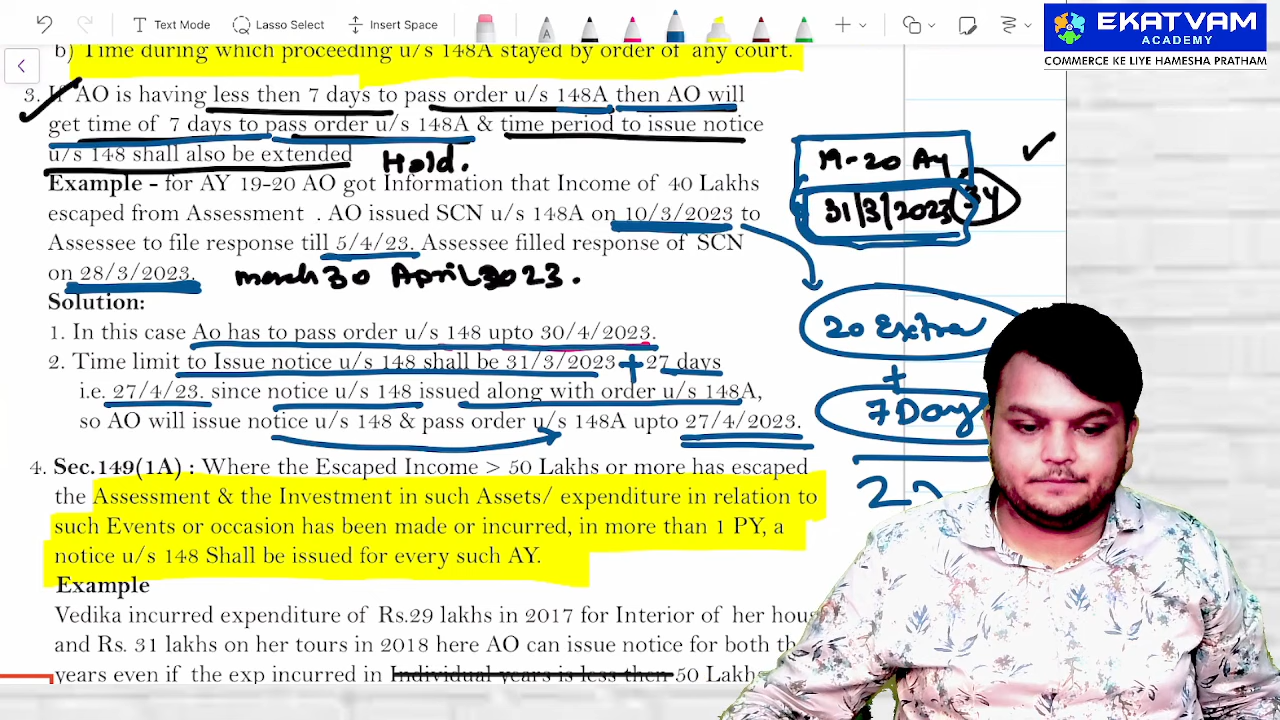 Text Mode
Lasso Select
Insert Space
EKATVAM
ACADEMY
COMMERCE KE LIYE HAMESHA PRATHAM
b) Time during which proceeding u/s 148A stayed by order of any court.
3. If AO is having less then 7 days to pass order u/s 148A then AO will
get time of 7 days to pass order u/s 148A & time period to issue notice
u/s 148 shall also be extended Hold.
Example - for AY 19-20 AO got Information that Income of 40 Lakhs
escaped from Assessment . AO issued SCN u/s 148A on 10/3/2023 to
Assessee to file response till 5/4/23. Assessee filled response of SCN
on 28/3/2023. march 30 April 2023.
Solution:
1. In this case Ao has to pass order u/s 148 upto 30/4/2023.
2. Time limit to Issue notice u/s 148 shall be 31/3/2023 + 27 days
i.e. 27/4/23. since notice u/s 148 issued along with order u/s 148A,
so AO will issue notice u/s 148 & pass order u/s 148A upto 27/4/2023.
4. Sec.149(1A) : Where the Escaped Income > 50 Lakhs or more has escaped
the Assessment & the Investment in such Assets/ expenditure in relation to
such Events or occasion has been made or incurred, in more than 1 PY, a
notice u/s 148 Shall be issued for every such AY.
Example
Vedika incurred expenditure of Rs.29 lakhs in 2017 for Interior of her
and Rs. 31 lakhs on her tours in 2018 here AO can issue notice for both
years even if the exp incurred in Individual years is less then 50
19-20 Ay
31/3/2023 3Y
20 Extra
+
7 Day